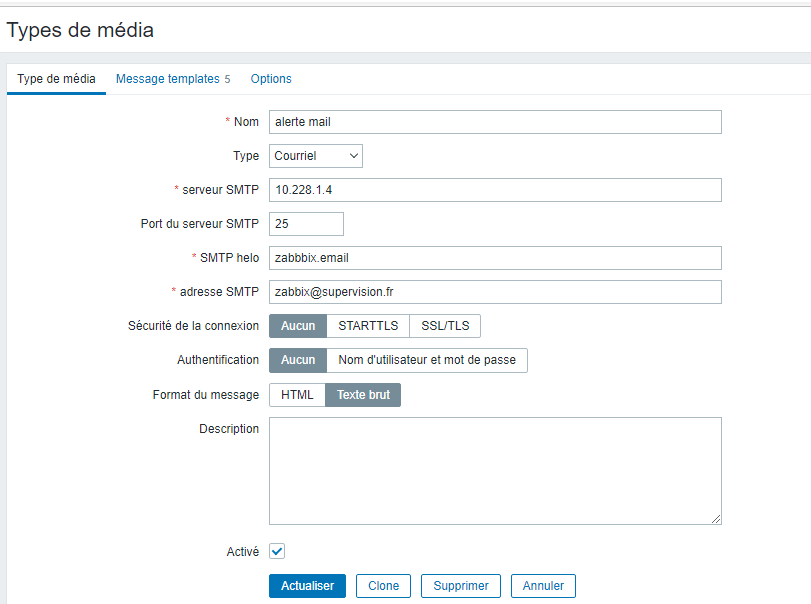 Types de média
Type de média Message templates 5 Options
* Nom alerte mail
Type Courriel
* serveur SMTP 10.228.1.4
Port du serveur SMTP 25
* SMTP helo zabbbix.email
* adresse SMTP zabbix@supervision.fr
Sécurité de la connexion Aucun STARTTLS SSL/TLS
Authentification Aucun Nom d'utilisateur et mot de passe
Format du message HTML Texte brut
Description
Activé
Actualiser Clone Supprimer Annuler